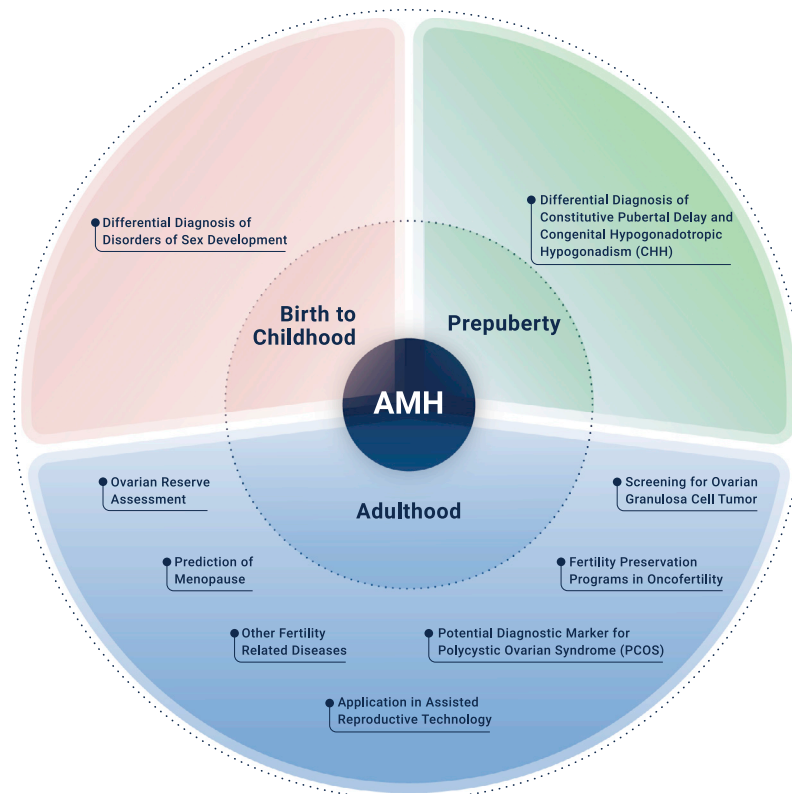 Differential Diagnosis of
Disorders of Sex Development
Differential Diagnosis of
Constitutive Pubertal Delay and
Congenital Hypogonadotropic
Hypogonadism (CHH)
Birth to
Childhood
Prepuberty
AMH
Adulthood
Ovarian Reserve
Assessment
Screening for Ovarian
Granulosa Cell Tumor
Prediction of
Menopause
Fertility Preservation
Programs in Oncofertility
Other Fertility
Related Diseases
Potential Diagnostic Marker for
Polycystic Ovarian Syndrome (PCOS)
Application in Assisted
Reproductive Technology